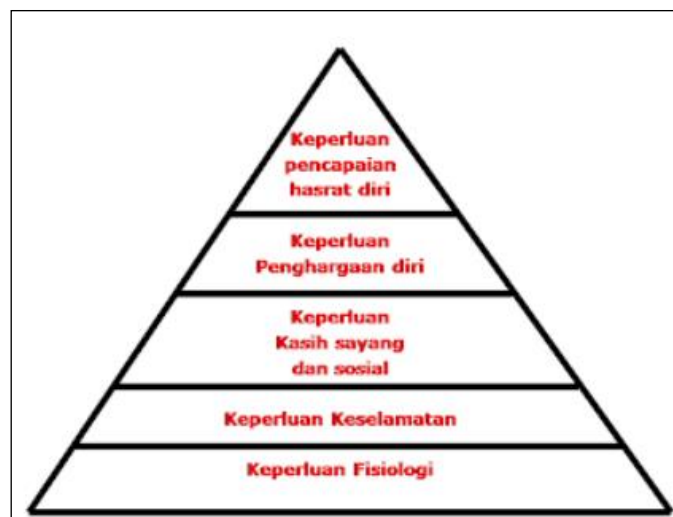 Keperluan
pencapaian
hasrat diri
Keperluan
Penghargaan diri
Keperluan
Kasih sayang
dan sosial
Keperluan Keselamatan
Keperluan Fisiologi